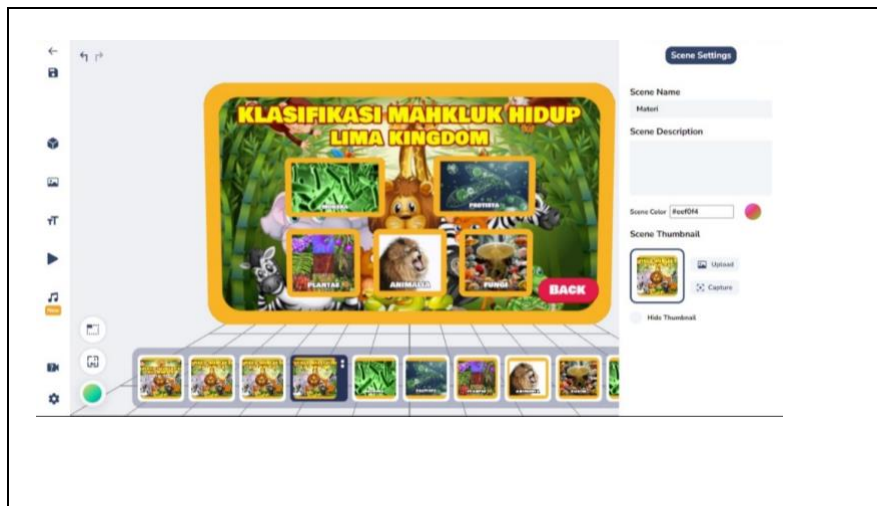 Scene Settings
Scene Name
Materi
Scene Description
Scene Color #eef0f4
Scene Thumbnail
Upload
Capture
Hide Thumbnail
KLASIFIKASI MAHKLUK HIDUP
LIMA KINGDOM
MONERA
PROTISTA
PLANTAE
ANIMALIA
FUNGI
BACK